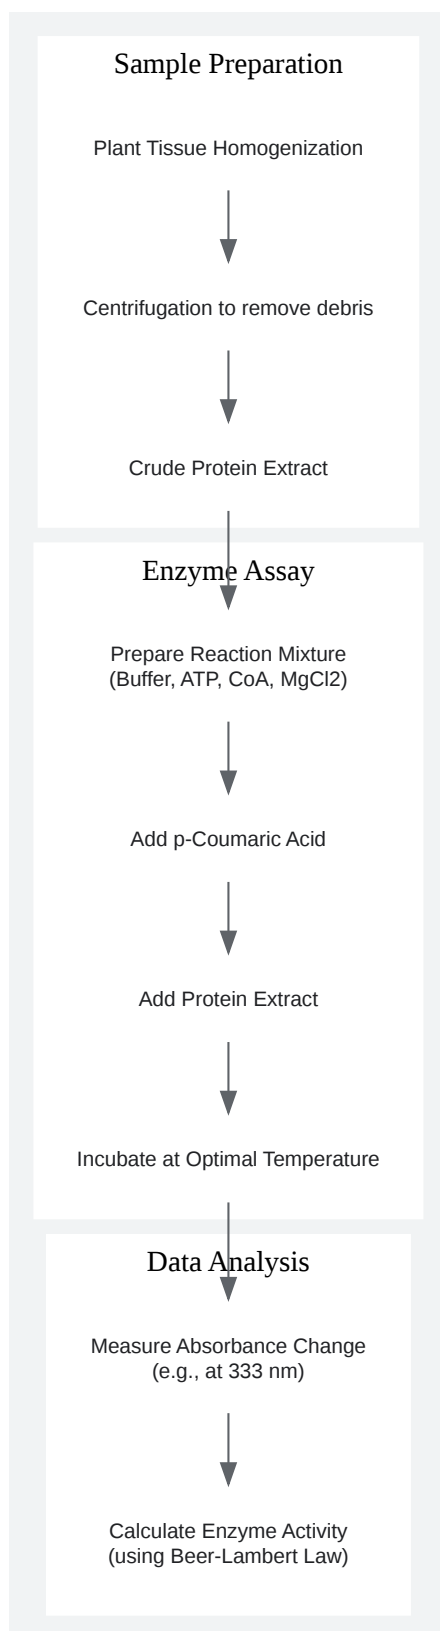 Sample Preparation
Plant Tissue Homogenization
Centrifugation to remove debris
Crude Protein Extract
Enzyme Assay
Prepare Reaction Mixture
(Buffer, ATP, CoA, MgCl2)
Add p-Coumaric Acid
Add Protein Extract
Incubate at Optimal Temperature
Data Analysis
Measure Absorbance Change
(e.g., at 333 nm)
Calculate Enzyme Activity
(using Beer-Lambert Law)